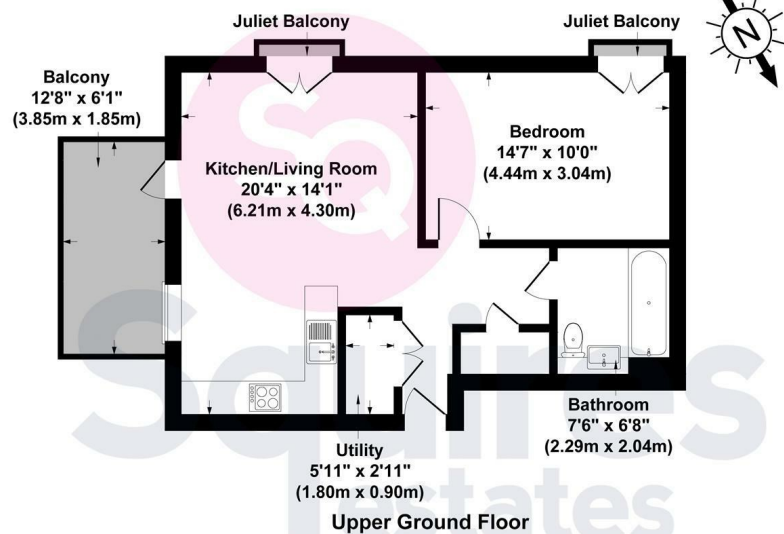 Juliet Balcony
Juliet Balcony
N
Balcony
12'8" x 6'1"
(3.85m x 1.85m)
Bedroom
14'7" x 10'0"
(4.44m x 3.04m)
Kitchen/Living Room
20'4" x 14'1"
(6.21m x 4.30m)
SQ
Squires
estates
Bathroom
7'6" x 6'8"
(2.29m x 2.04m)
Utility
5'11" x 2'11"
(1.80m x 0.90m)
Upper Ground Floor